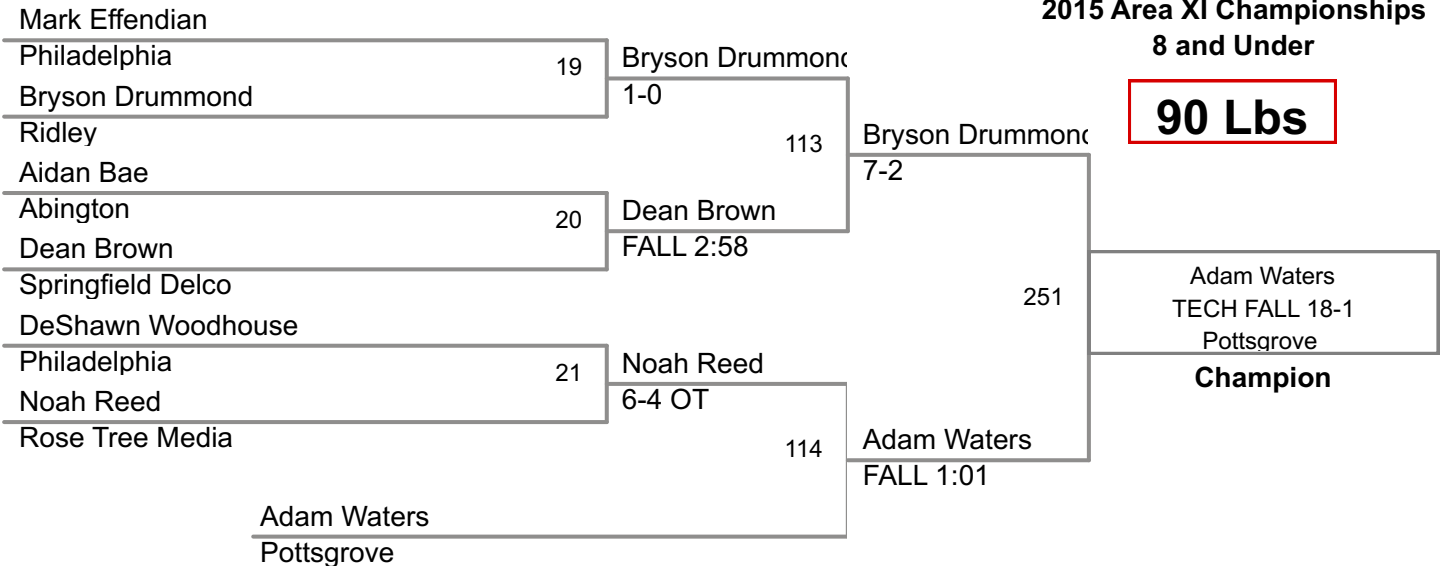 2015 Area XI Championships
8 and Under
90 Lbs
Mark Effendian
Philadelphia
19
Bryson Drummond
Ridley
Aidan Bae
Abington
20
Dean Brown
Springfield Delco
DeShawn Woodhouse
Philadelphia
21
Noah Reed
Rose Tree Media
Bryson Drummond
1-0
113
Dean Brown
FALL 2:58
Noah Reed
6-4 OT
114
Adam Waters
Pottsgrove
Bryson Drummond
7-2
251
Adam Waters
FALL 1:01
Adam Waters
TECH FALL 18-1
Pottsgrove
Champion